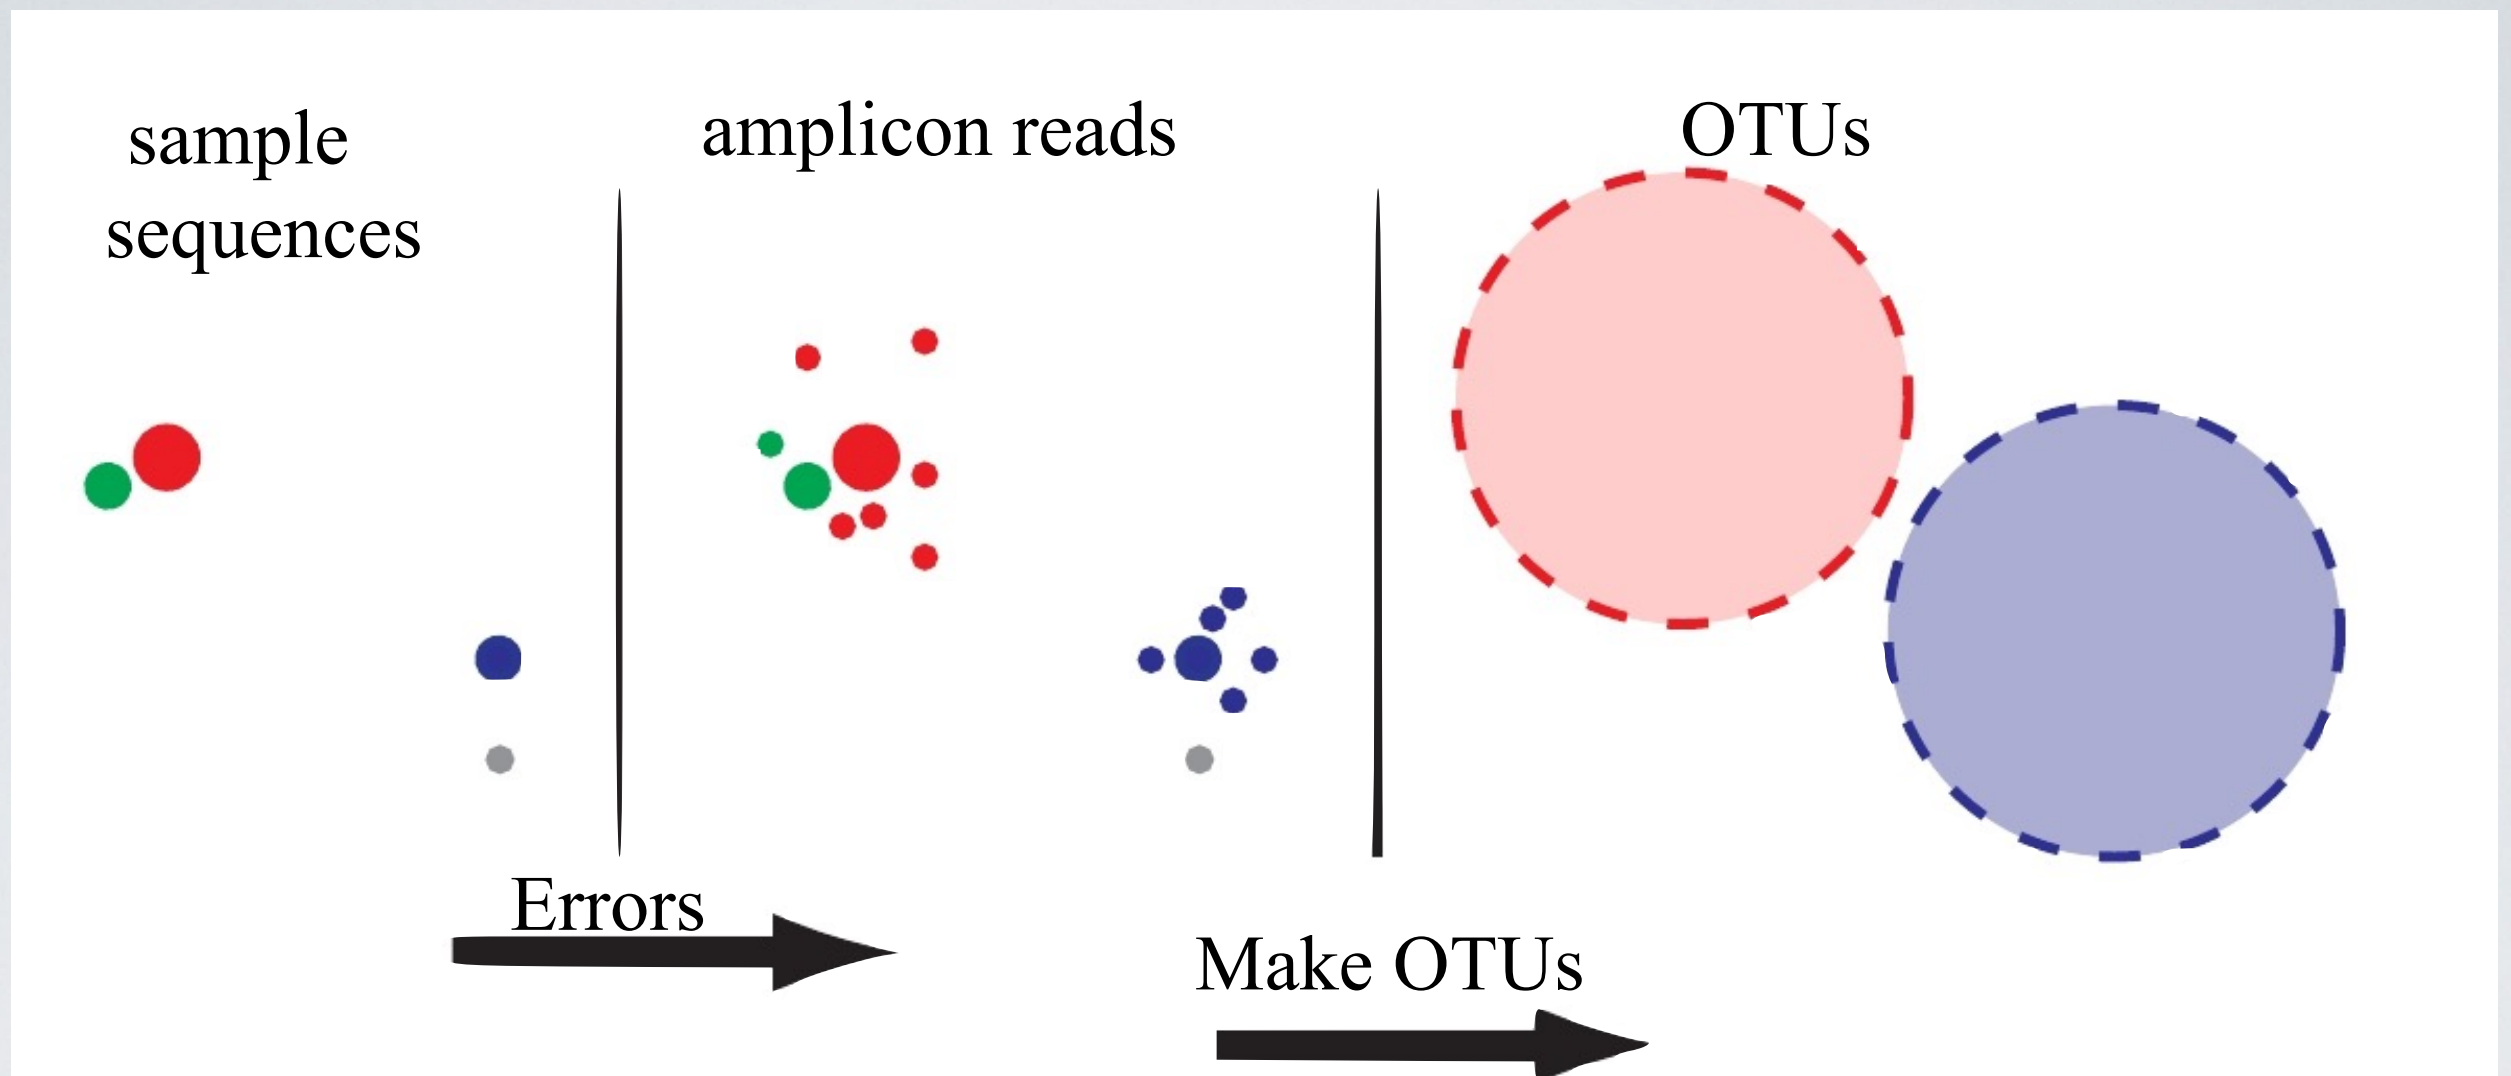 sample
sequences
amplicon reads
OTUs
Errors
Make OTUs